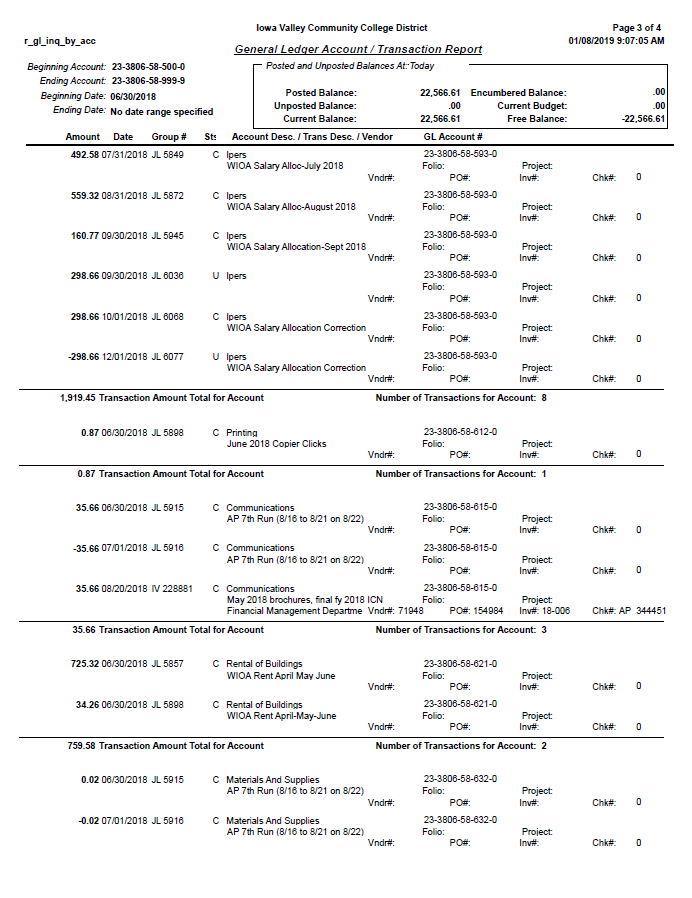 Iowa Valley Community College District Page 3 of 4
r_gl_inq_by_acc 01/08/2019 9:07:05 AM
General Ledger Account / Transaction Report
Beginning Account: 23-3806-58-500-0 Posted and Unposted Balances At:Today
Ending Account: 23-3806-58-999-9
Beginning Date: 06/30/2018 Posted Balance: 22,566.61 Encumbered Balance: .00
Ending Date: No date range specified Unposted Balance: .00 Current Budget: .00
Current Balance: 22,566.61 Free Balance: -22,566.61
Amount Date Group # Sts Account Desc. / Trans Desc. / Vendor GL Account #
492.58 07/31/2018 JL 5849 C Ipers 23-3806-58-593-0
WIOA Salary Alloc-July 2018 Folio: Project:
Vndr#: PO#: Inv#: Chk#: 0
559.32 08/31/2018 JL 5872 C Ipers 23-3806-58-593-0
WIOA Salary Alloc-August 2018 Folio: Project:
Vndr#: PO#: Inv#: Chk#: 0
160.77 09/30/2018 JL 5945 C Ipers 23-3806-58-593-0
WIOA Salary Allocation-Sept 2018 Folio: Project:
Vndr#: PO#: Inv#: Chk#: 0
298.66 09/30/2018 JL 6036 U Ipers 23-3806-58-593-0
Folio: Project:
Vndr#: PO#: Inv#: Chk#: 0
298.66 10/01/2018 JL 6068 C Ipers 23-3806-58-593-0
WIOA Salary Allocation Correction Folio: Project:
Vndr#: PO#: Inv#: Chk#: 0
-298.66 12/01/2018 JL 6077 U Ipers 23-3806-58-593-0
WIOA Salary Allocation Correction Folio: Project:
Vndr#: PO#: Inv#: Chk#: 0
1,919.45 Transaction Amount Total for Account Number of Transactions for Account: 8
0.87 06/30/2018 JL 5898 C Printing 23-3806-58-612-0
June 2018 Copier Clicks Folio: Project:
Vndr#: PO#: Inv#: Chk#: 0
0.87 Transaction Amount Total for Account Number of Transactions for Account: 1
35.66 06/30/2018 JL 5915 C Communications 23-3806-58-615-0
AP 7th Run (8/16 to 8/21 on 8/22) Folio: Project:
Vndr#: PO#: Inv#: Chk#: 0
-35.66 07/01/2018 JL 5916 C Communications 23-3806-58-615-0
AP 7th Run (8/16 to 8/21 on 8/22) Folio: Project:
Vndr#: PO#: Inv#: Chk#: 0
35.66 08/20/2018 IV 228881 C Communications 23-3806-58-615-0
May 2018 brochures, final fy 2018 ICN Folio: Project:
Financial Management Departme Vndr#: 71948 PO#: 154984 Inv#: 18-006 Chk#: AP 344451
35.66 Transaction Amount Total for Account Number of Transactions for Account: 3
725.32 06/30/2018 JL 5857 C Rental of Buildings 23-3806-58-621-0
WIOA Rent April May June Folio: Project:
Vndr#: PO#: Inv#: Chk#: 0
34.26 06/30/2018 JL 5898 C Rental of Buildings 23-3806-58-621-0
WIOA Rent April-May-June Folio: Project:
Vndr#: PO#: Inv#: Chk#: 0
759.58 Transaction Amount Total for Account Number of Transactions for Account: 2
0.02 06/30/2018 JL 5915 C Materials And Supplies 23-3806-58-632-0
AP 7th Run (8/16 to 8/21 on 8/22) Folio: Project:
Vndr#: PO#: Inv#: Chk#: 0
-0.02 07/01/2018 JL 5916 C Materials And Supplies 23-3806-58-632-0
AP 7th Run (8/16 to 8/21 on 8/22) Folio: Project:
Vndr#: PO#: Inv#: Chk#: 0